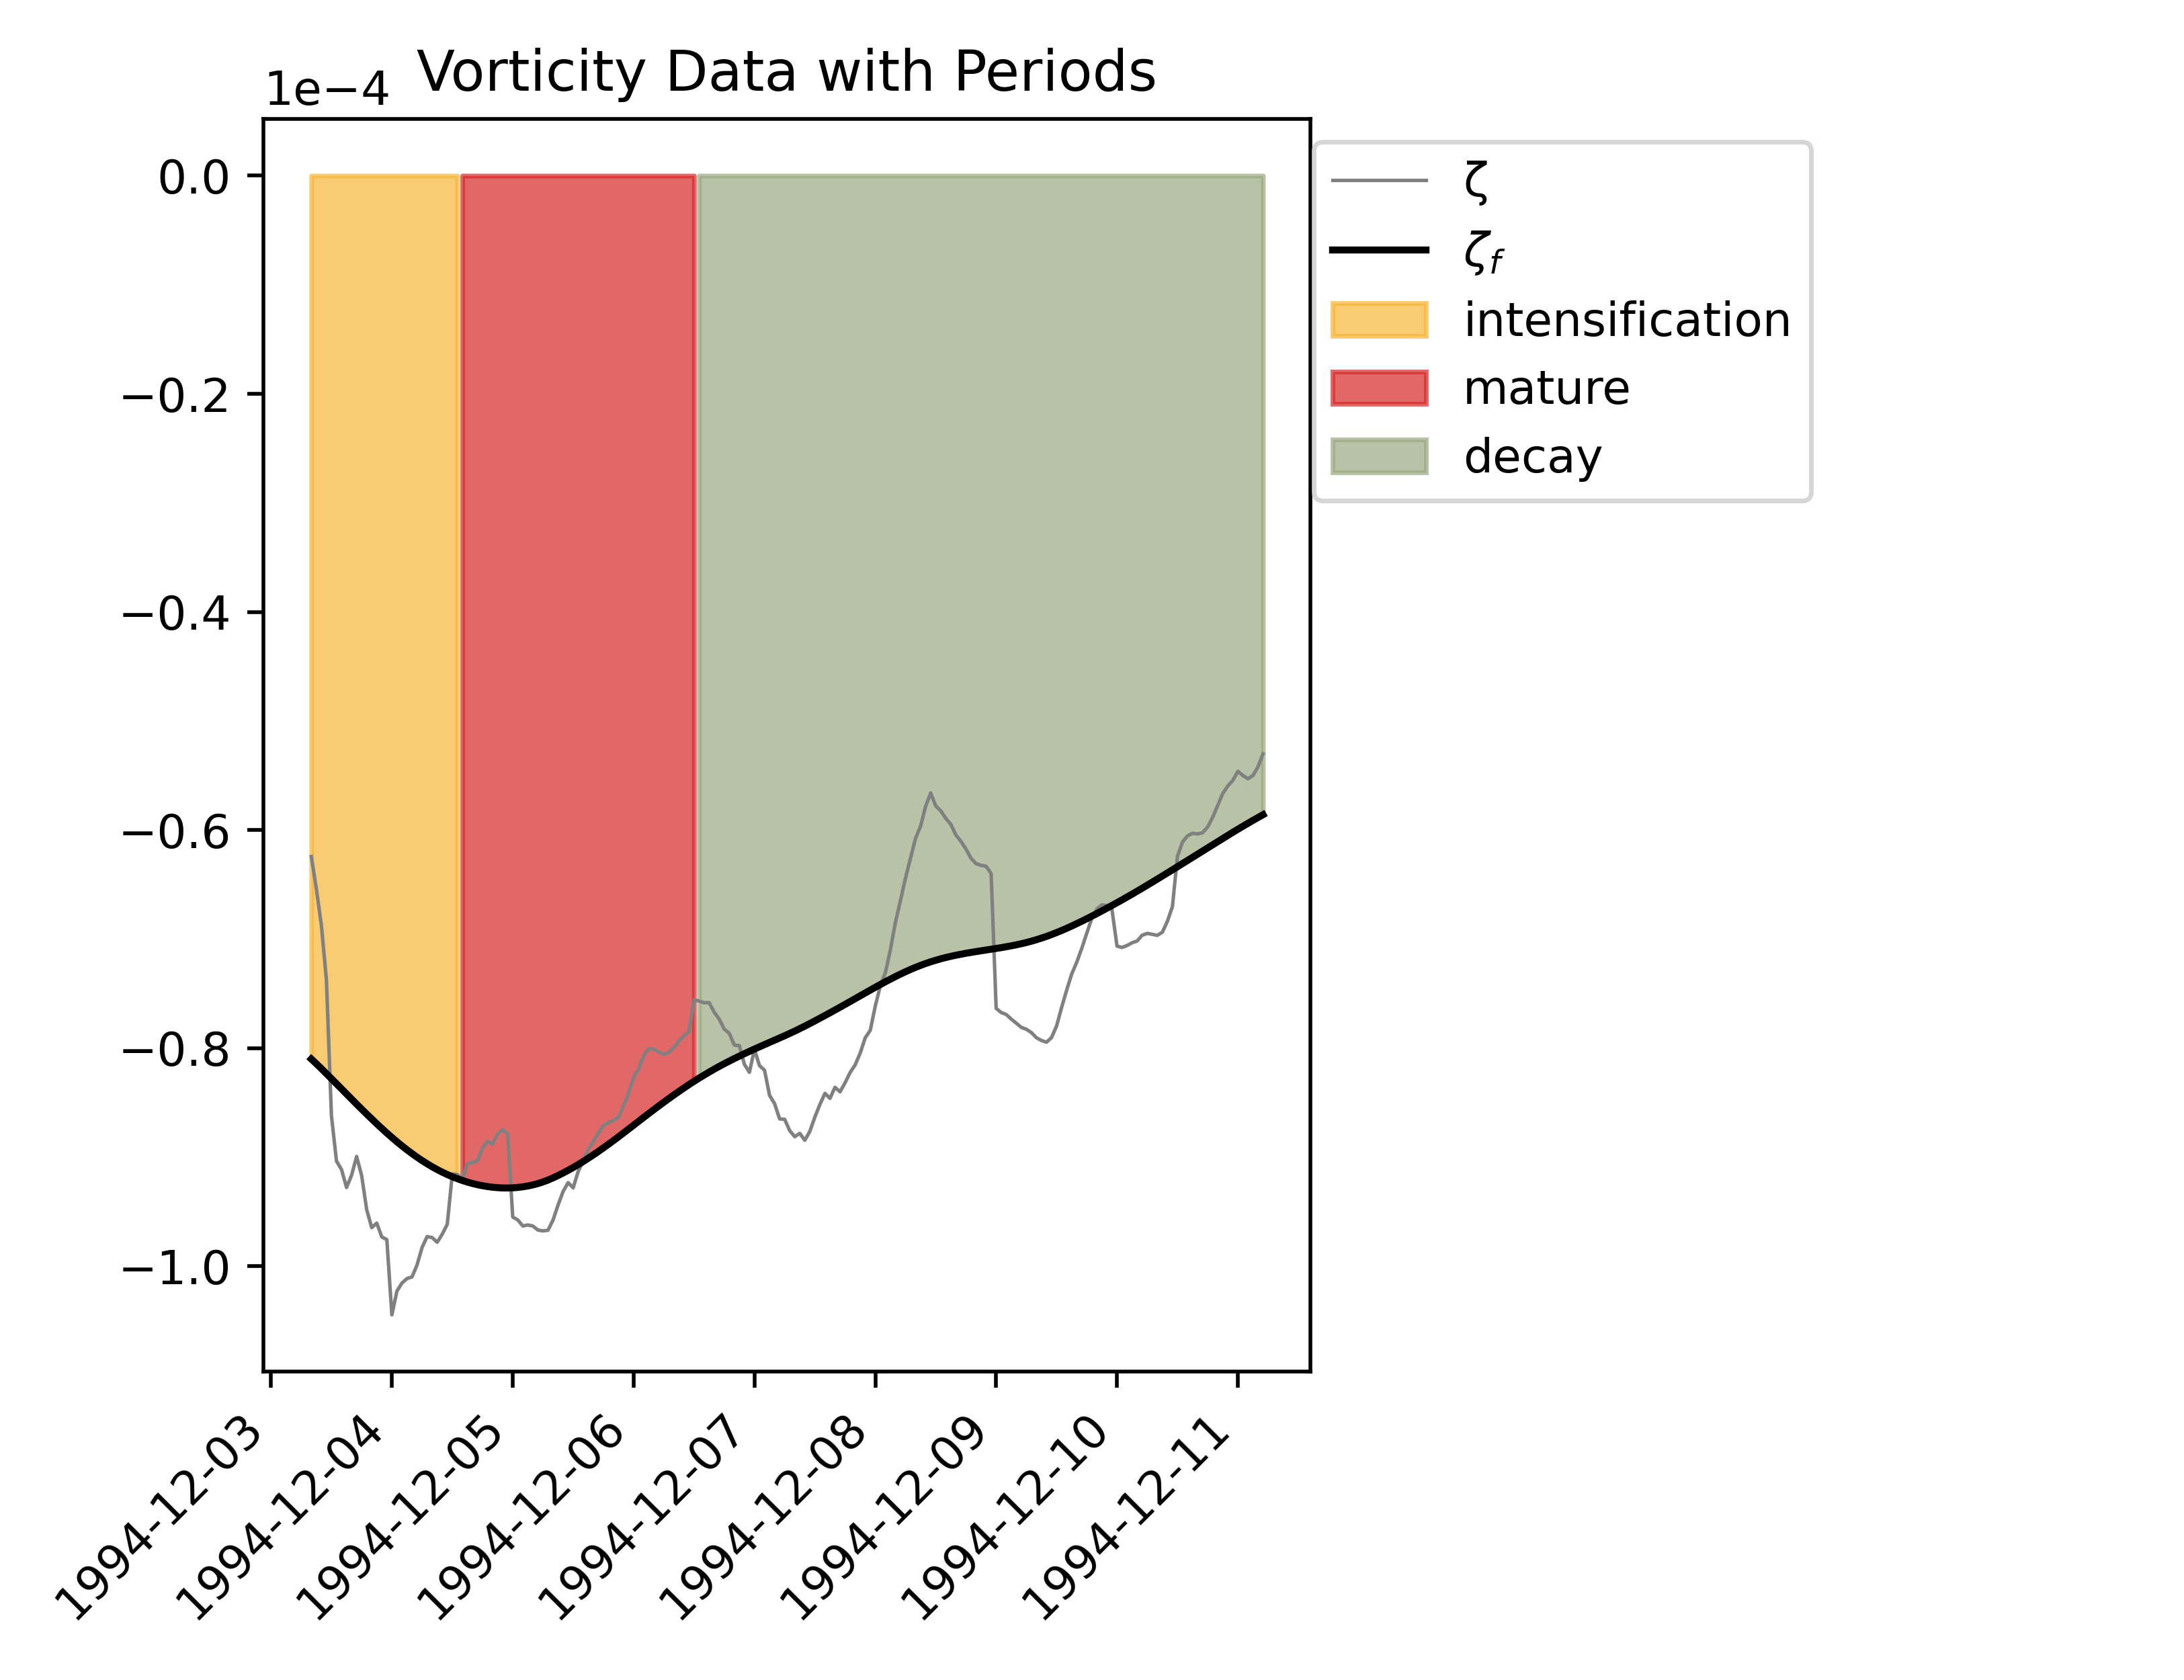 Vorticity Data with Periods
1e−4
0.0
−0.2
−0.4
−0.6
−0.8
−1.0
1994-12-03
1994-12-04
1994-12-05
1994-12-06
1994-12-07
1994-12-08
1994-12-09
1994-12-10
1994-12-11
ζ
ζf
intensification
mature
decay